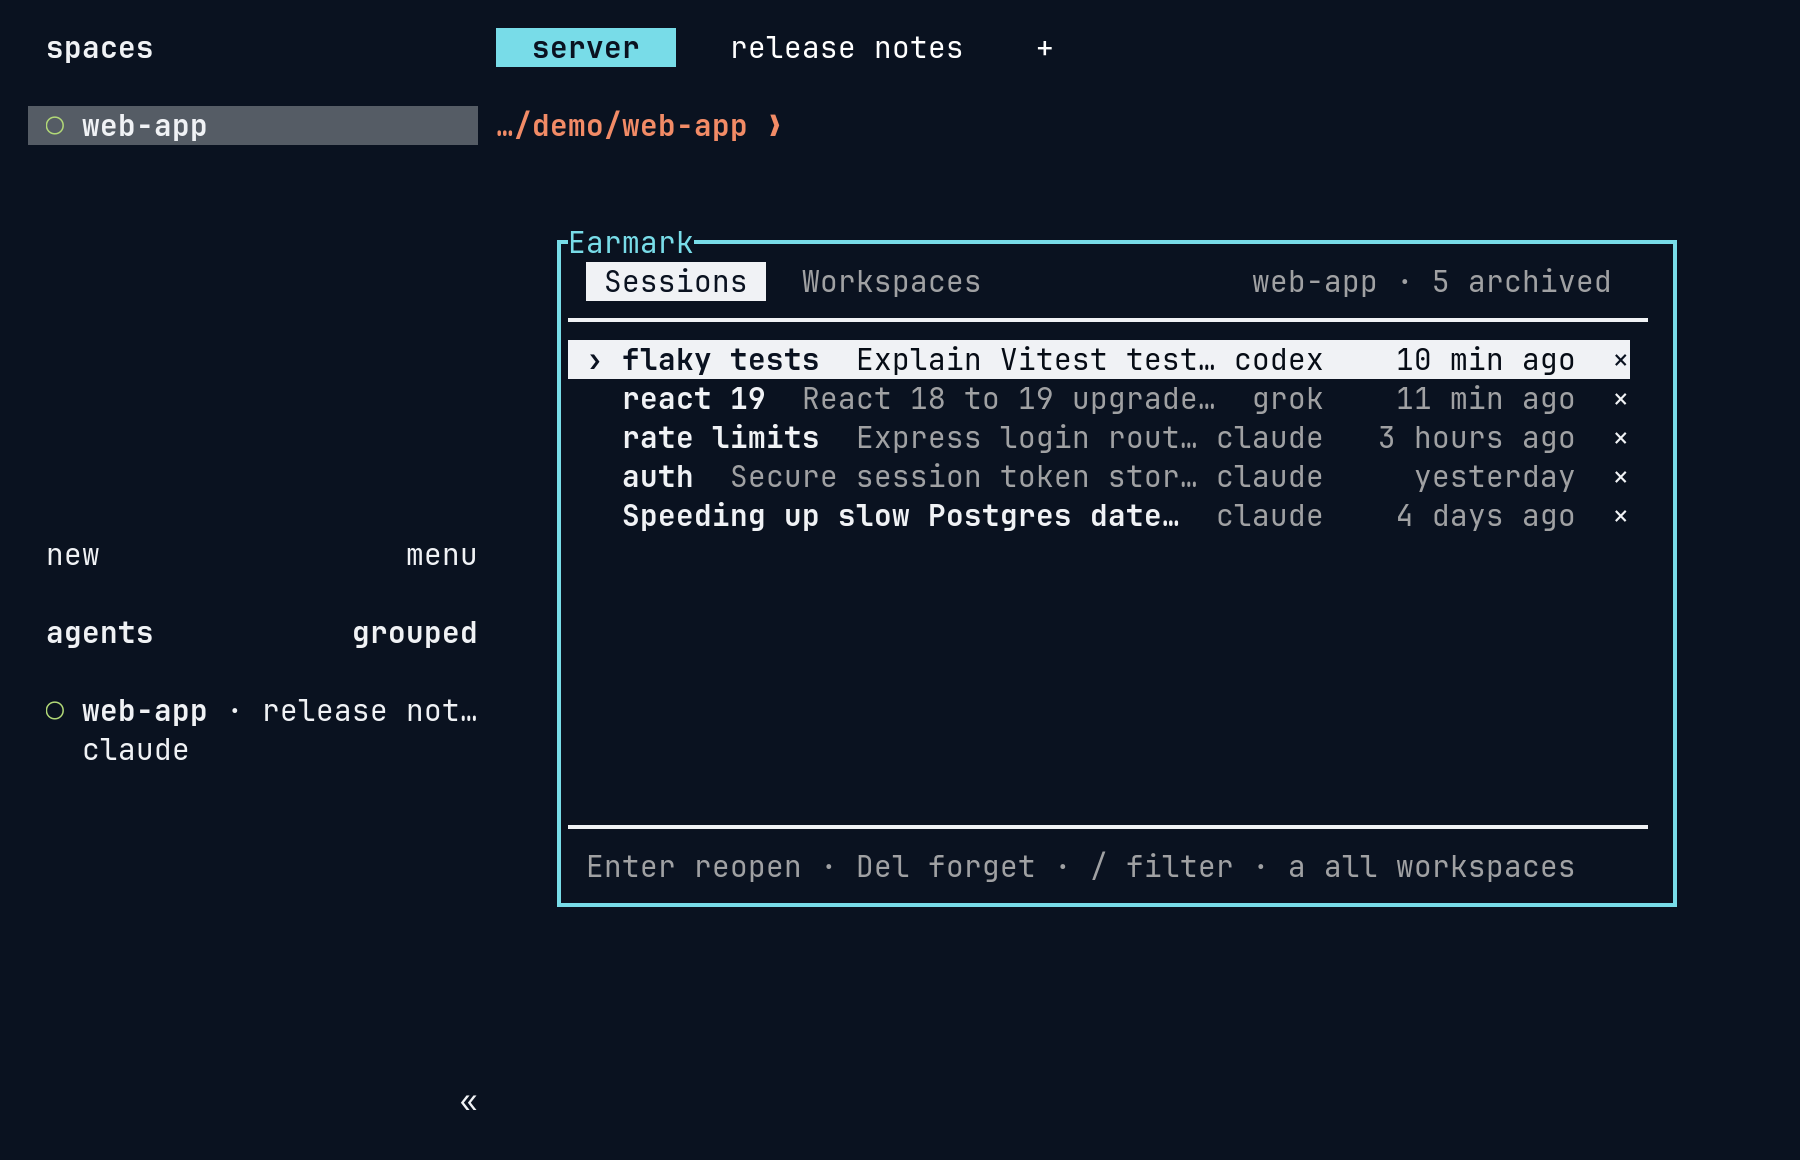 spaces
server release notes +
web-app
…/demo/web-app ❱
Earmark
Sessions Workspaces web-app · 5 archived
› flaky tests Explain Vitest test… codex 10 min ago ×
react 19 React 18 to 19 upgrade… grok 11 min ago ×
rate limits Express login rout… claude 3 hours ago ×
auth Secure session token stor… claude yesterday ×
Speeding up slow Postgres date… claude 4 days ago ×
new menu
agents grouped
web-app · release not…
claude
Enter reopen · Del forget · / filter · a all workspaces
«